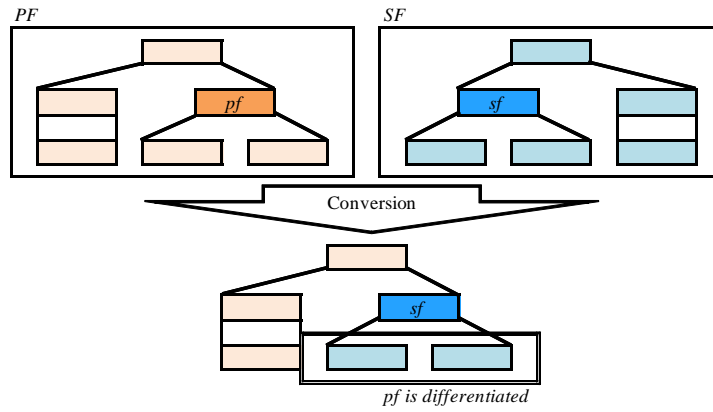 PF
SF
pf
sf
Conversion
sf
pf is differentiated